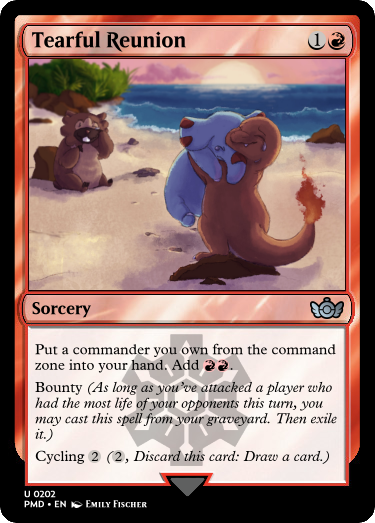 Tearful Reunion 1
Sorcery
Put a commander you own from the command
zone into your hand. Add .
Bounty (As long as you've attacked a player who
had the most life of your opponents this turn, you
may cast this spell from your graveyard. Then exile
it.)
Cycling 2 (2, Discard this card: Draw a card.)
U 0202
PMD • EN Emily Fischer